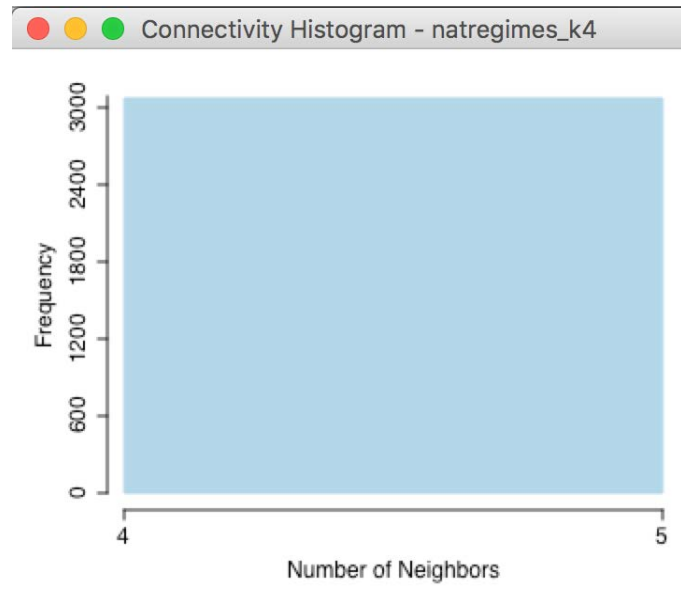 Connectivity Histogram - natregimes_k4
3000
2400
1800
1200
600
0
Frequency
4 5
Number of Neighbors